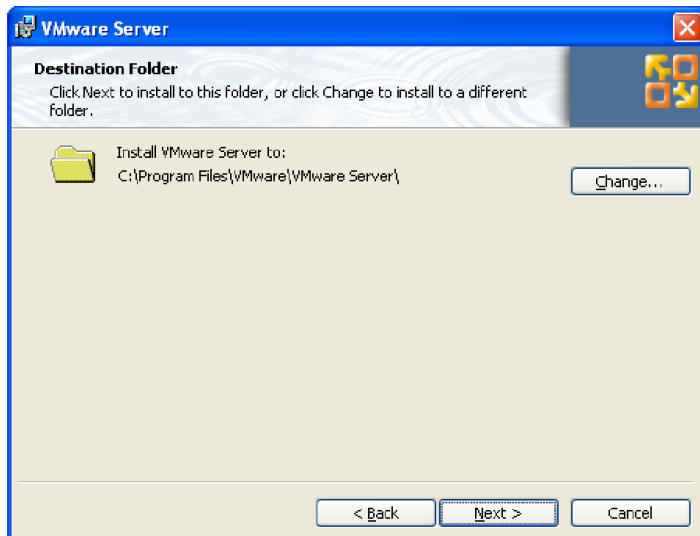 VMware Server
Destination Folder
Click Next to install to this folder, or click Change to install to a different
folder.
Install VMware Server to:
C:\Program Files\VMware\VMware Server\
Change...
< Back
Next >
Cancel